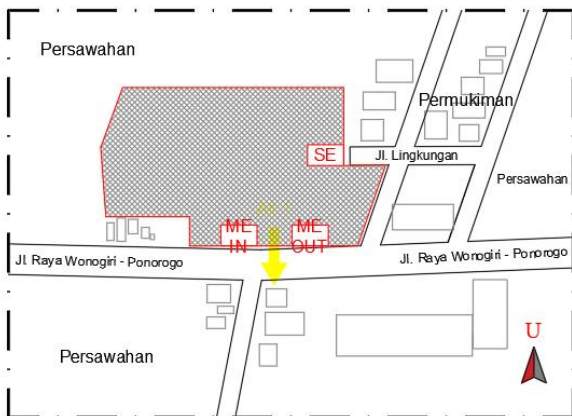 Persawahan
Permukiman
SE
Jl. Lingkungan
Persawahan
ME
IN
ME
OUT
Jl. Raya Wonogiri - Ponorogo
Jl. Raya Wonogiri - Ponorogo
Persawahan
U